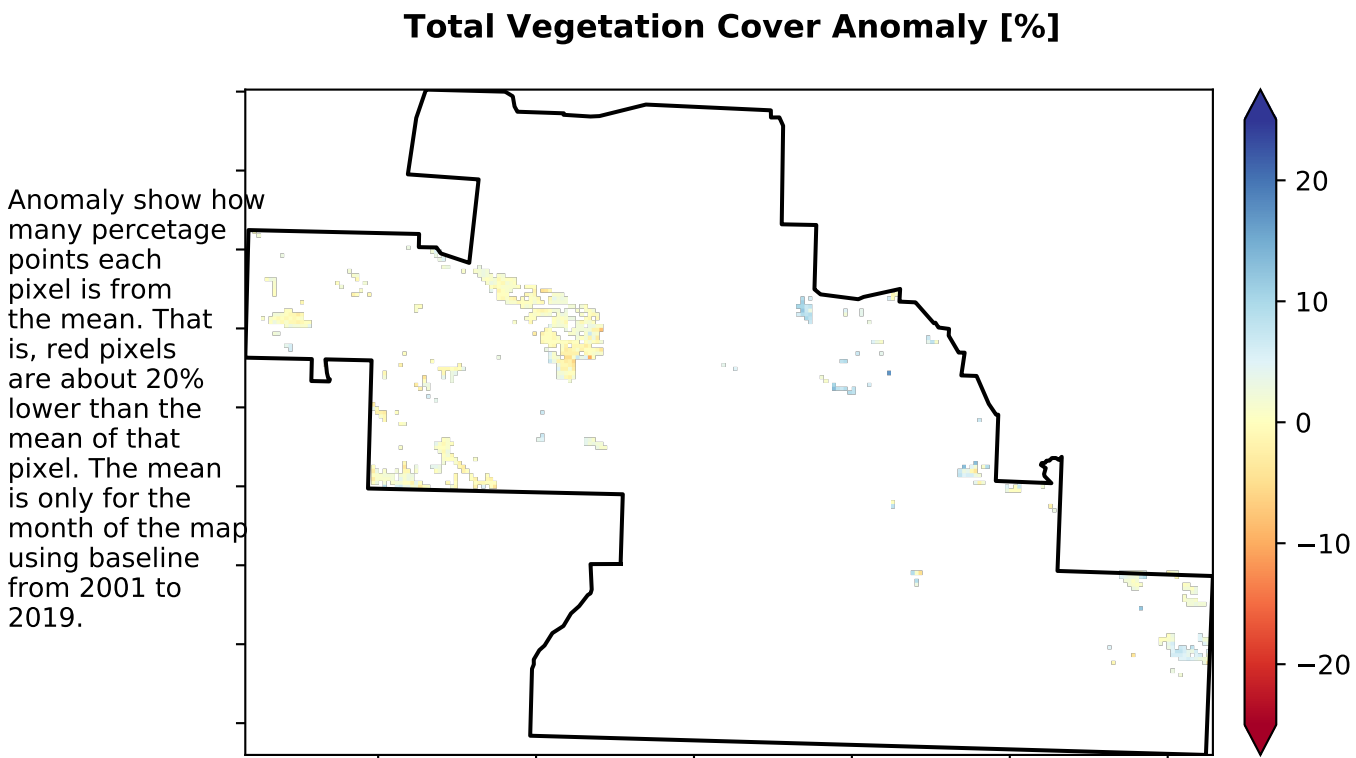 Total Vegetation Cover Anomaly [%]
Anomaly show how
many percetage
points each
pixel is from
the mean. That
is, red pixels
are about 20%
lower than the
mean of that
pixel. The mean
is only for the
month of the map
using baseline
from 2001 to
2019.
20
10
0
−10
−20